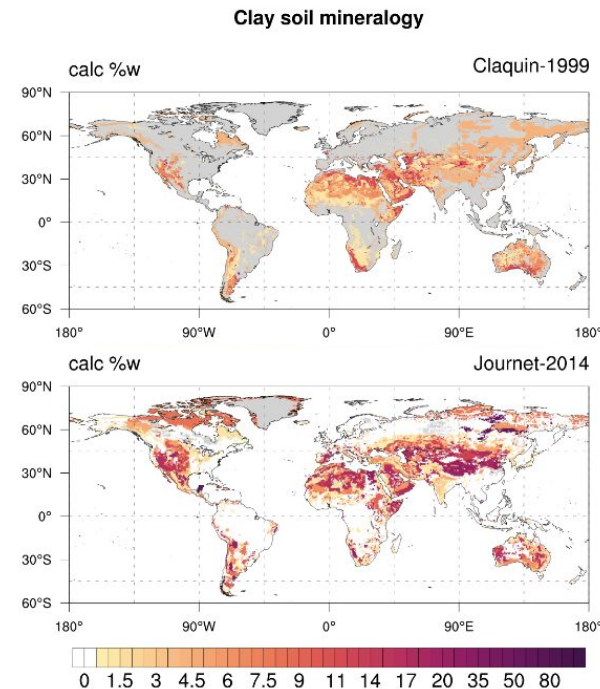 Clay soil mineralogy
calc %w Claquin-1999
90°N
60°N
30°N
0°
30°S
60°S
180° 90°W 0° 90°E 180°
calc %w Journet-2014
90°N
60°N
30°N
0°
30°S
60°S
180° 90°W 0° 90°E 180°
0 1.5 3 4.5 6 7.5 9 11 14 17 20 35 50 80